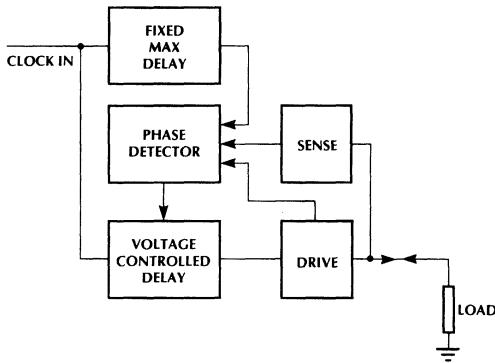 FIXED
MAX
DELAY
CLOCK IN
PHASE
DETECTOR
SENSE
VOLTAGE
CONTROLLED
DELAY
DRIVE
LOAD